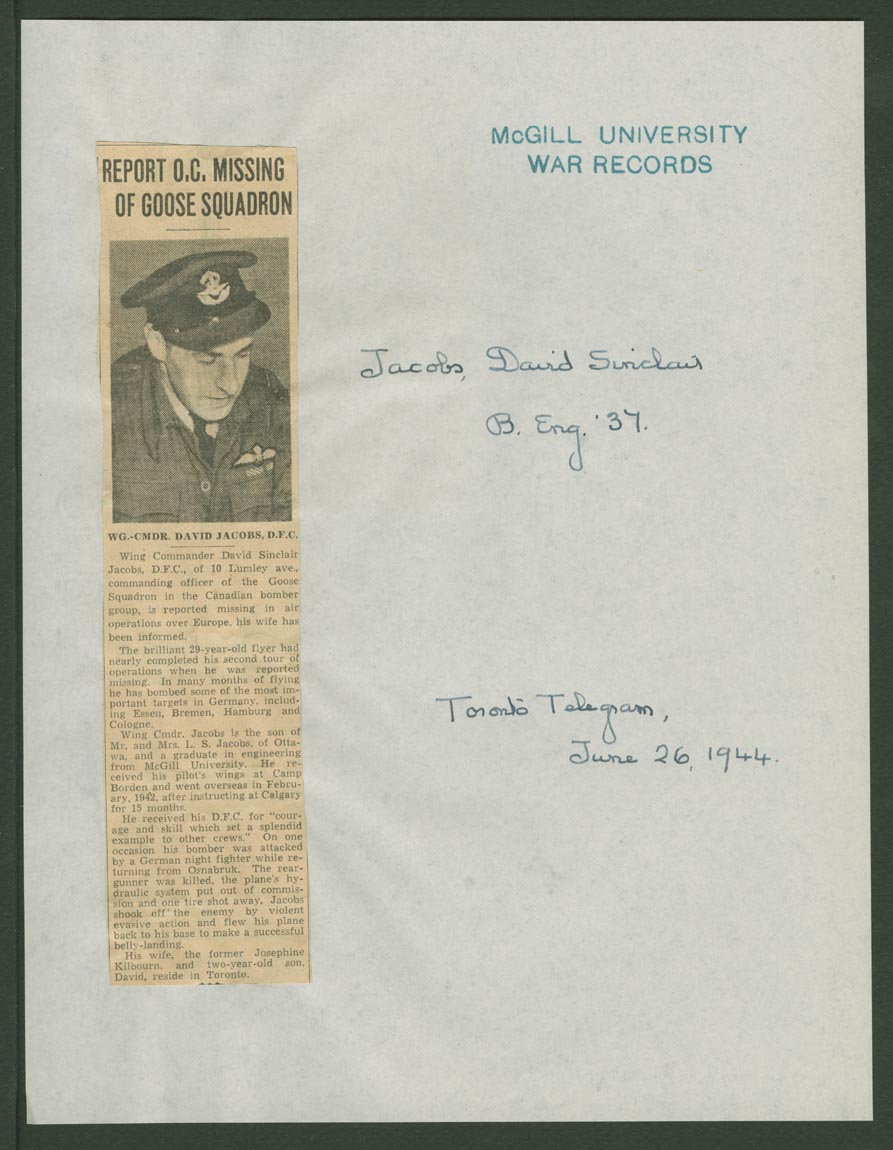 McGILL UNIVERSITY
WAR RECORDS
REPORT O.C. MISSING
OF GOOSE SQUADRON
WG.-CMDR. DAVID JACOBS, D.F.C.
Wing Commander David Sinclair
Jacobs, D.F.C., of 10 Lumley ave.,
commanding officer of the Goose
Squadron in the Canadian bomber
group, is reported missing in air
operations over Europe, his wife has
been informed.
The brilliant 29-year-old flyer had
nearly completed his second tour of
operations when he was reported
missing. In many months of flying
he has bombed some of the most im-
portant targets in Germany, includ-
ing Essen, Bremen, Hamburg and
Cologne.
Wing Cmdr. Jacobs is the son of
Mr. and Mrs. L. S. Jacobs, of Otta-
wa, and a graduate in engineering
from McGill University. He re-
ceived his pilot's wings at Camp
Borden and went overseas in Febru-
ary, 1942, after instructing at Calgary
for 15 months.
He received his D.F.C. for "cour-
age and skill which set a splendid
example to other crews." On one
occasion his bomber was attacked
by a German night fighter while re-
turning from Osnabruk. The rear-
gunner was killed, the plane's hy-
draulic system put out of commis-
sion and one tire shot away. Jacobs
shook off the enemy by violent
evasive action and flew his plane
back to his base to make a successful
belly-landing.
His wife, the former Josephine
Kilbourn, and two-year-old son,
David, reside in Toronto.
Jacobs, David Sinclair
B. Eng. '37.
Toronto Telegram,
June 26, 1944.